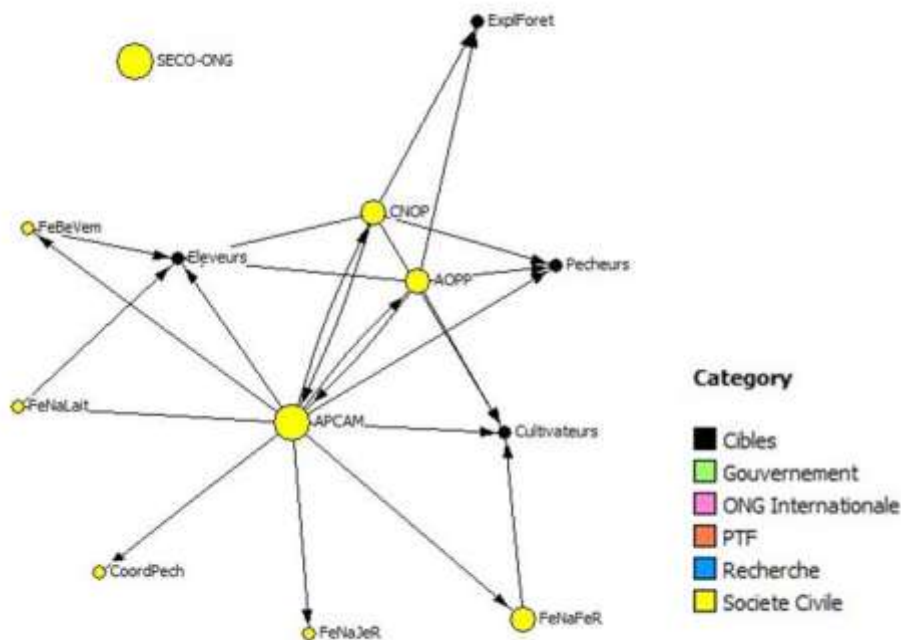 ExplForet
SECO-ONG
CNOP
FeBeVem
Eleveurs
Pecheurs
AOPP
FeNaLait
APCAM
Cultivateurs
CoordPech
FeNaJeR
FeNaFeR
Category
Cibles
Gouvernement
ONG Internationale
PTF
Recherche
Societe Civile